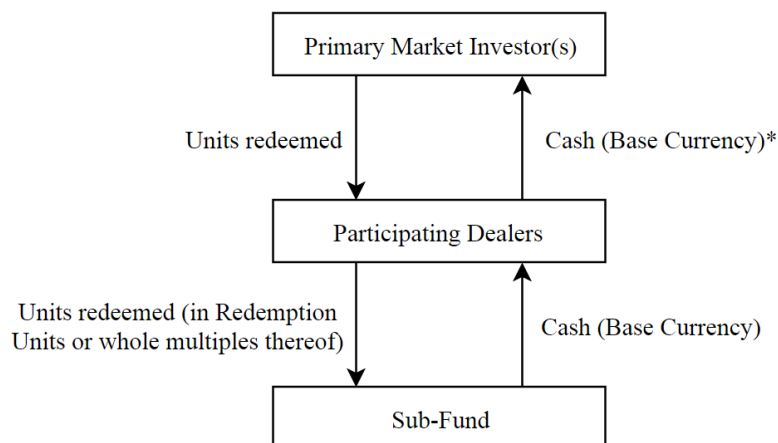 Primary Market Investor(s)
Units redeemed
Cash (Base Currency)*
Participating Dealers
Units redeemed (in Redemption
Units or whole multiples thereof)
Cash (Base Currency)
Sub-Fund